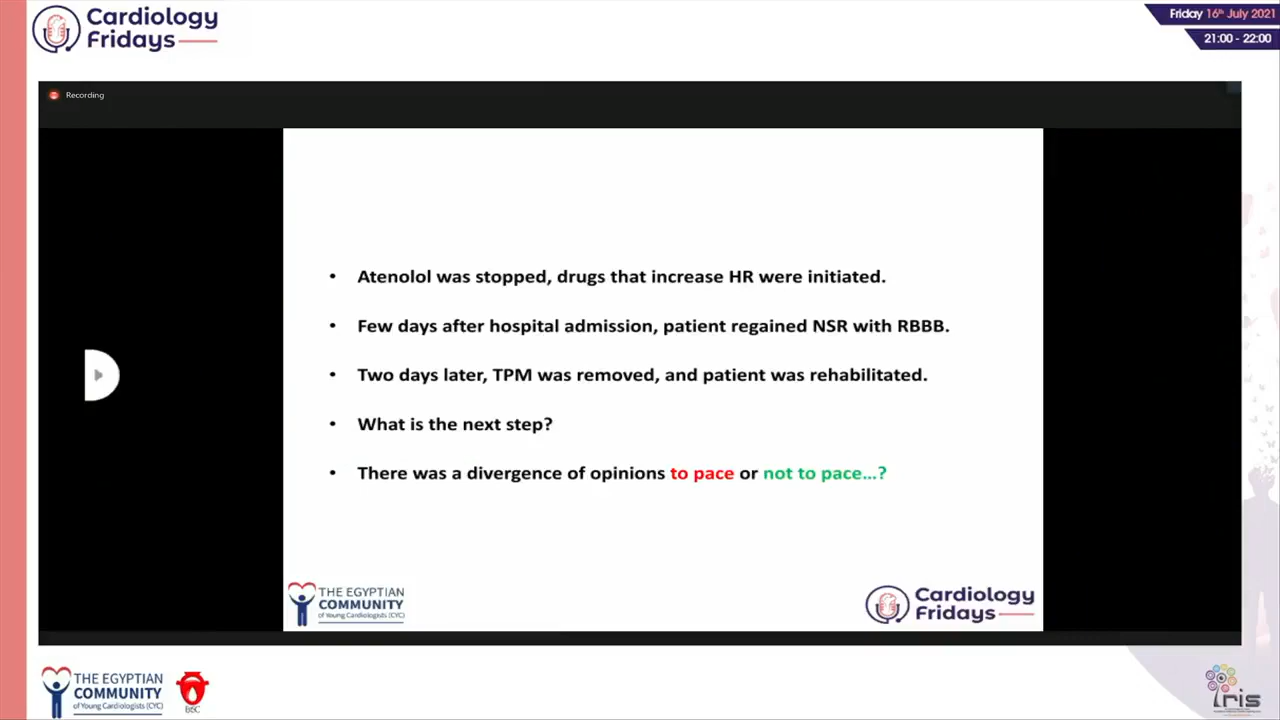 Cardiology
Fridays
Friday 16th July 2021
21:00 - 22:00
Recording
• Atenolol was stopped, drugs that increase HR were initiated.
• Few days after hospital admission, patient regained NSR with RBBB.
• Two days later, TPM was removed, and patient was rehabilitated.
• What is the next step?
• There was a divergence of opinions to pace or not to pace...?
THE EGYPTIAN
COMMUNITY
of Young Cardiologists (CYC)
Cardiology
Fridays
THE EGYPTIAN
COMMUNITY
of Young Cardiologists (CYC)
BSC
iris